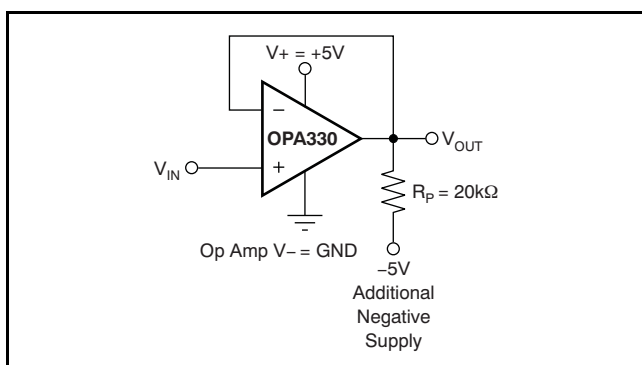 V+ = +5V
−
OPA330
+
V_IN
V_OUT
R_P = 20kΩ
Op Amp V− = GND
−5V
Additional
Negative
Supply